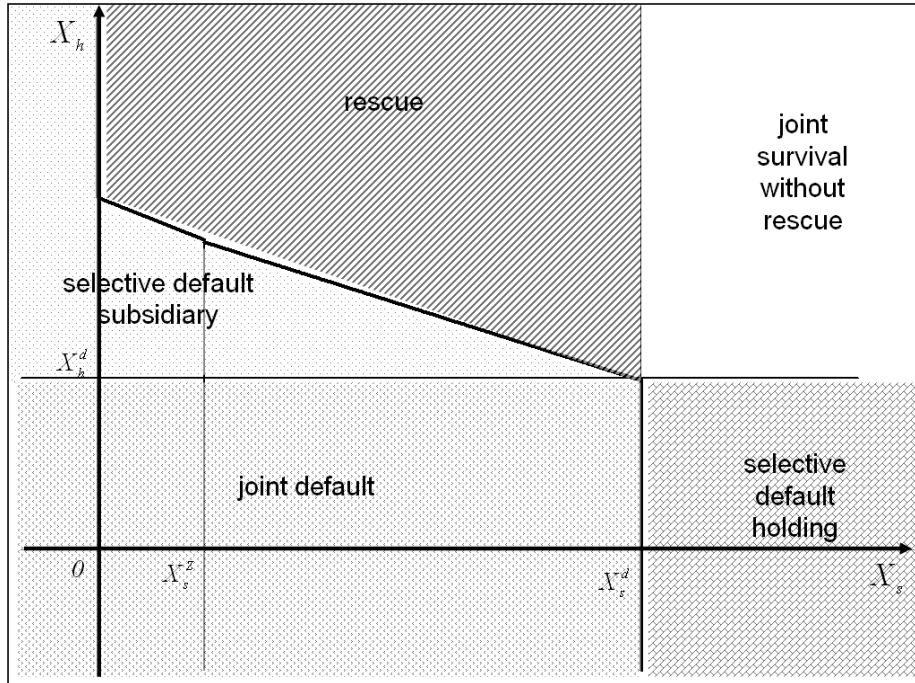 X_h
rescue
joint
survival
without
rescue
selective default
subsidiary
X_h^d
joint default
selective
default
holding
0
X_s^Z
X_s^d
X_s